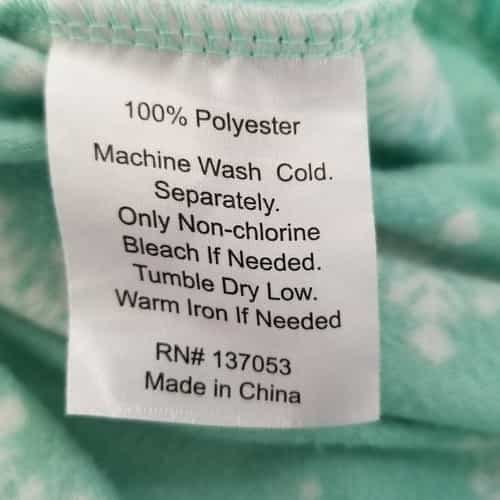 100% Polyester
Machine Wash Cold.
Separately.
Only Non-chlorine
Bleach If Needed.
Tumble Dry Low.
Warm Iron If Needed
RN# 137053
Made in China